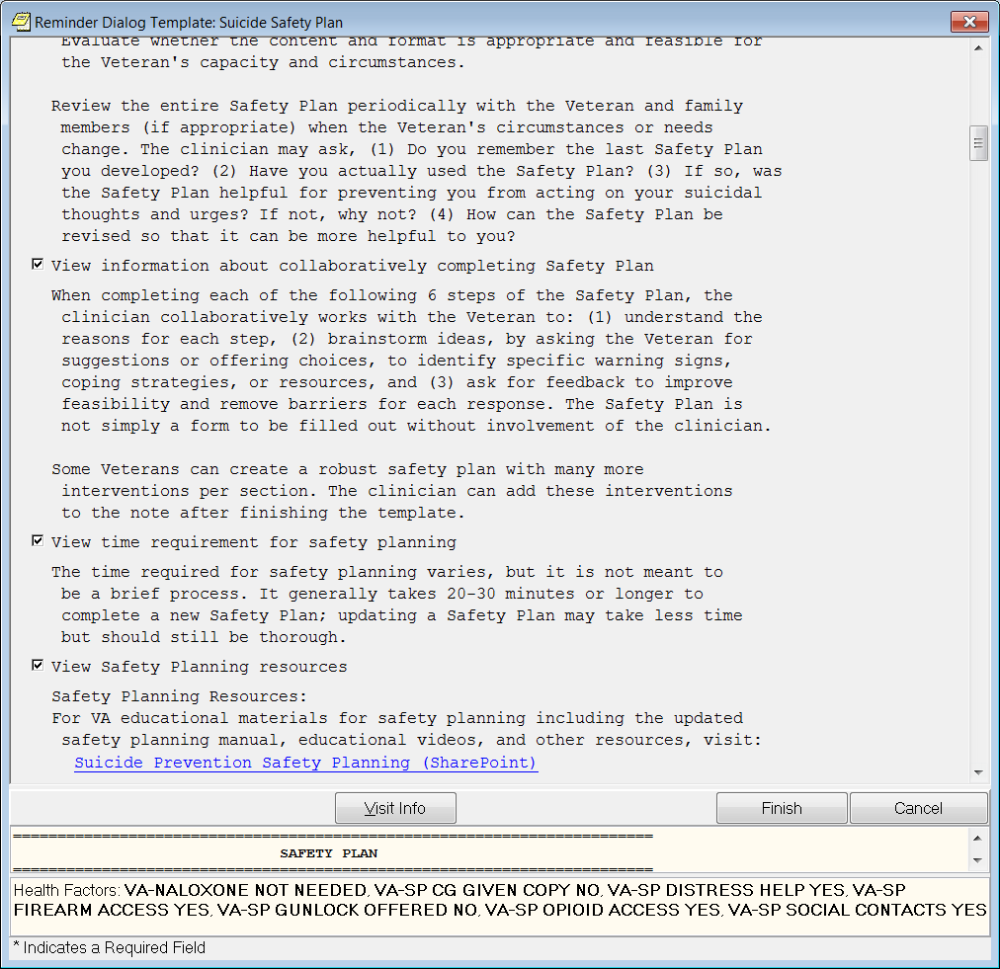 Reminder Dialog Template: Suicide Safety Plan
Evaluate whether the content and format is appropriate and feasible for
the Veteran's capacity and circumstances.
Review the entire Safety Plan periodically with the Veteran and family
members (if appropriate) when the Veteran's circumstances or needs
change. The clinician may ask, (1) Do you remember the last Safety Plan
you developed? (2) Have you actually used the Safety Plan? (3) If so, was
the Safety Plan helpful for preventing you from acting on your suicidal
thoughts and urges? If not, why not? (4) How can the Safety Plan be
revised so that it can be more helpful to you?
View information about collaboratively completing Safety Plan
When completing each of the following 6 steps of the Safety Plan, the
clinician collaboratively works with the Veteran to: (1) understand the
reasons for each step, (2) brainstorm ideas, by asking the Veteran for
suggestions or offering choices, to identify specific warning signs,
coping strategies, or resources, and (3) ask for feedback to improve
feasibility and remove barriers for each response. The Safety Plan is
not simply a form to be filled out without involvement of the clinician.
Some Veterans can create a robust safety plan with many more
interventions per section. The clinician can add these interventions
to the note after finishing the template.
View time requirement for safety planning
The time required for safety planning varies, but it is not meant to
be a brief process. It generally takes 20-30 minutes or longer to
complete a new Safety Plan; updating a Safety Plan may take less time
but should still be thorough.
View Safety Planning resources
Safety Planning Resources:
For VA educational materials for safety planning including the updated
safety planning manual, educational videos, and other resources, visit:
Suicide Prevention Safety Planning (SharePoint)
Visit Info Finish Cancel
========================================================================
SAFETY PLAN
========================================================================
Health Factors: VA-NALOXONE NOT NEEDED, VA-SP CG GIVEN COPY NO, VA-SP DISTRESS HELP YES, VA-SP
FIREARM ACCESS YES, VA-SP GUNLOCK OFFERED NO, VA-SP OPIOID ACCESS YES, VA-SP SOCIAL CONTACTS YES
* Indicates a Required Field